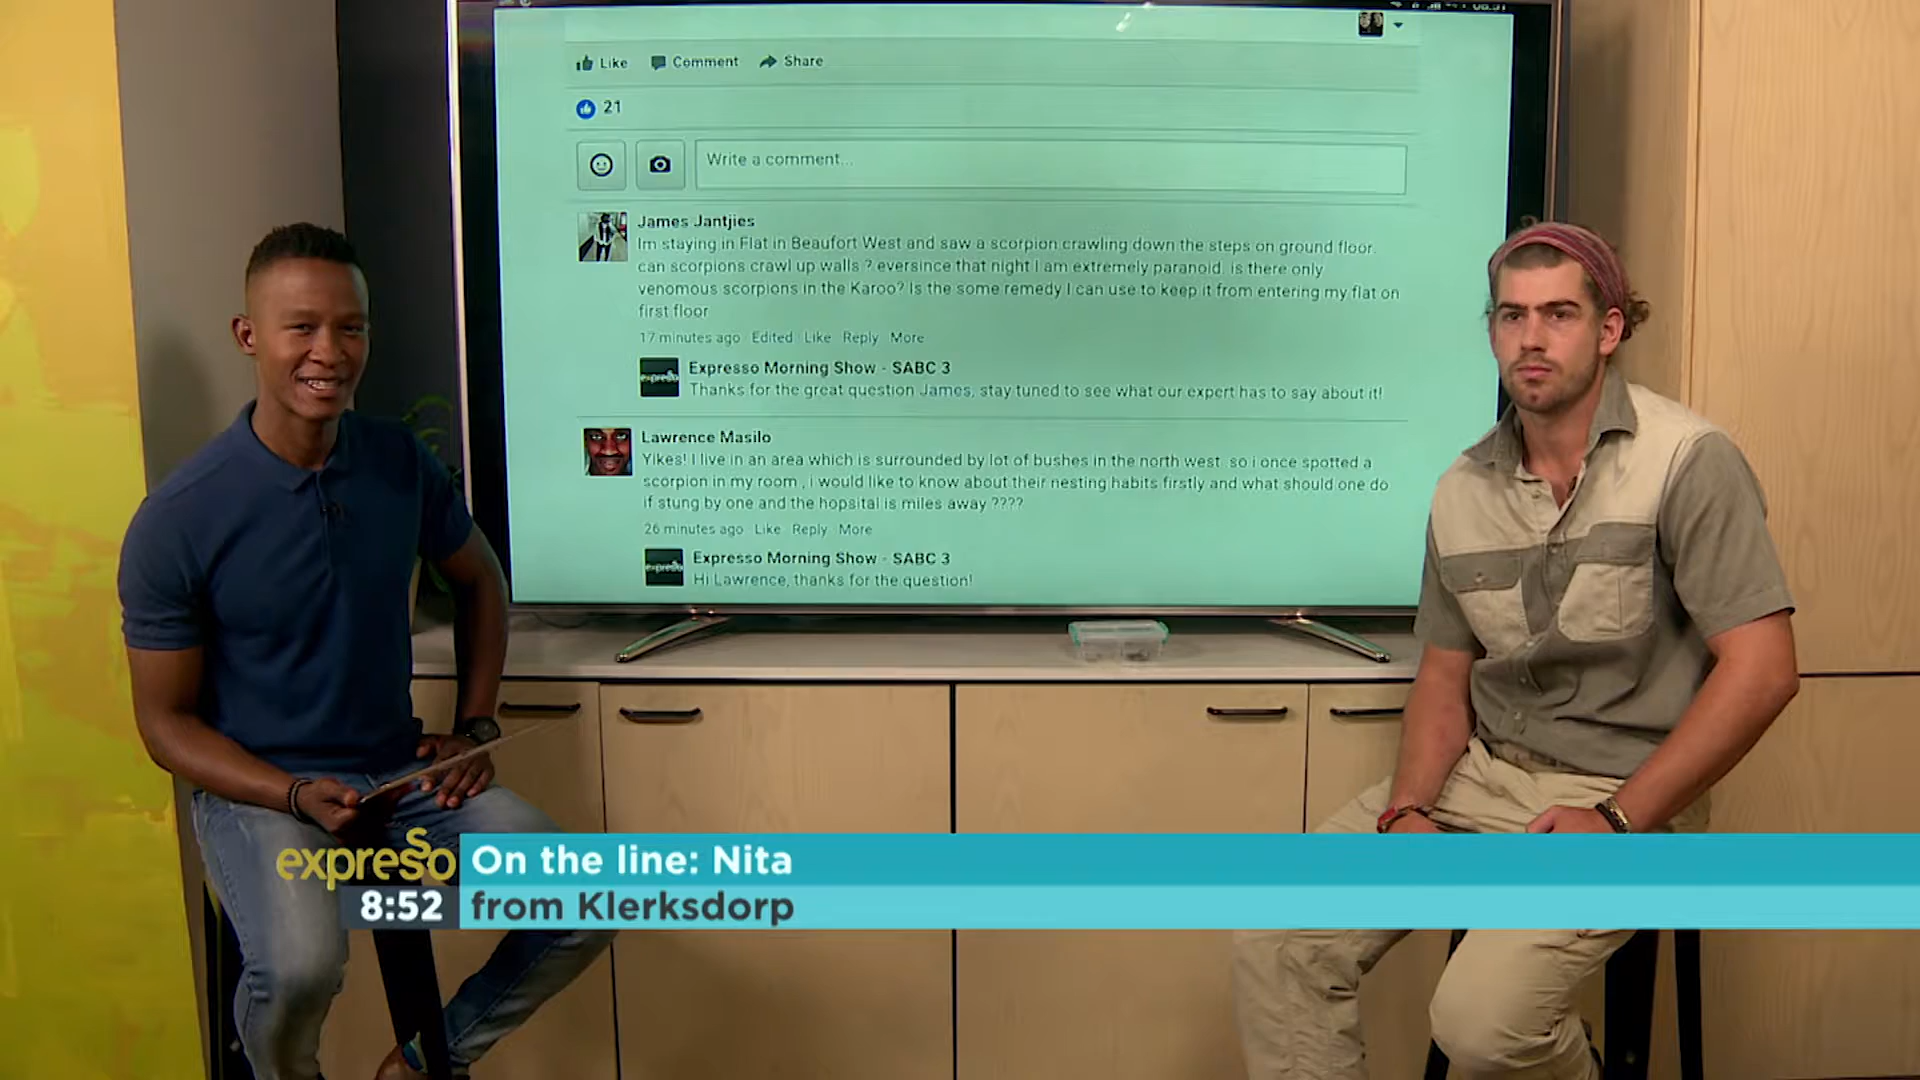 Like Comment Share
21
Write a comment...
James Jantjies
Im staying in Flat in Beaufort West and saw a scorpion crawling down the steps on ground floor.
can scorpions crawl up walls ? eversince that night I am extremely paranoid. is there only
venomous scorpions in the Karoo? Is the some remedy I can use to keep it from entering my flat on
first floor
17 minutes ago Edited Like Reply More
expresso
Expresso Morning Show - SABC 3
Thanks for the great question James, stay tuned to see what our expert has to say about it!
Lawrence Masilo
Yikes! I live in an area which is surrounded by lot of bushes in the north west so i once spotted a
scorpion in my room , i would like to know about their nesting habits firstly and what should one do
if stung by one and the hopsital is miles away ????
26 minutes ago Like Reply More
expresso
Expresso Morning Show - SABC 3
Hi Lawrence, thanks for the question!
expresso
On the line: Nita
8:52
from Klerksdorp